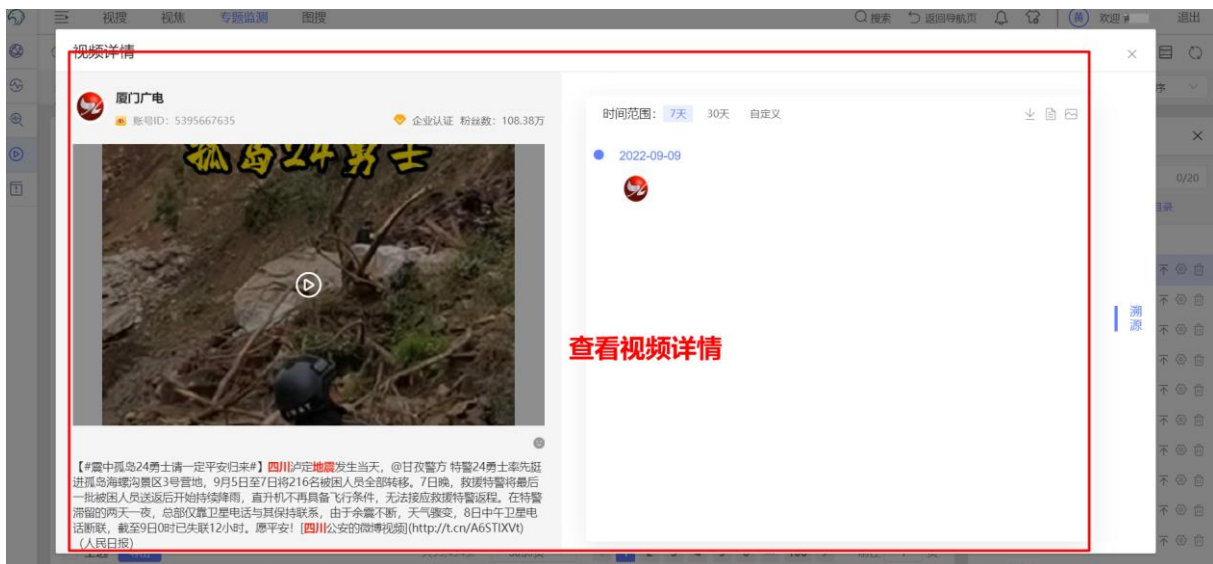 视搜 视焦 专题监测 图搜 搜索 返回导航页 黄 欢迎 退出
视频详情
厦门广电
账号ID: 5395667635 企业认证 粉丝数: 108.38万
孤岛24勇士
【#震中孤岛24勇士请一定平安归来#】四川泸定地震发生当天，@甘孜警方 特警24勇士率先挺
进孤岛海螺沟景区3号营地，9月5日至7日将216名被困人员全部转移。7日晚，救援特警将最后
一批被困人员送返后开始持续降雨，直升机不再具备飞行条件，无法接应救援特警返程。在特警
滞留的两天一夜，总部仅靠卫星电话与其保持联系，由于余震不断，天气骤变，8日中午卫星电
话断联，截至9日0时已失联12小时。愿平安！[四川公安的微博视频](http://t.cn/A6STIXVt)
（人民日报）
时间范围: 7天 30天 自定义
2022-09-09
查看视频详情
溯源
序
0/20
目录